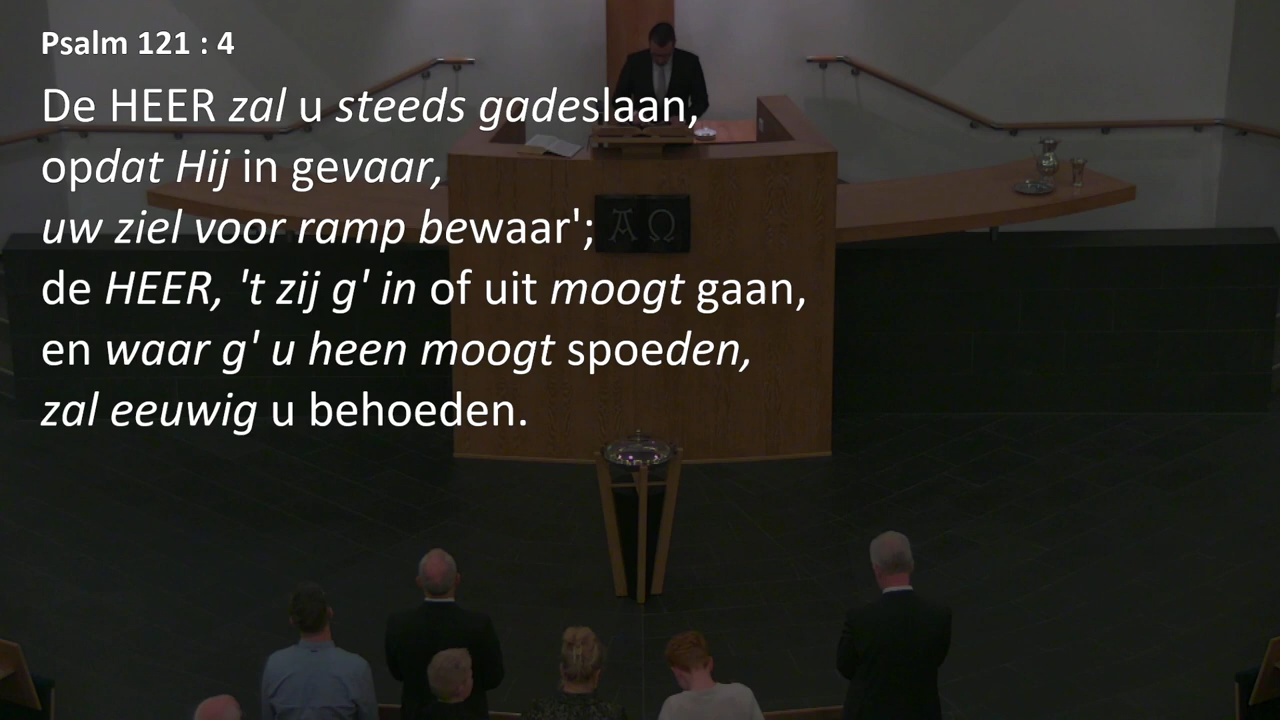 Psalm 121 : 4
De HEER zal u steeds gadeslaan,
opdat Hij in gevaar,
uw ziel voor ramp bewaar';
de HEER, 't zij g' in of uit moogt gaan,
en waar g' u heen moogt spoeden,
zal eeuwig u behoeden.
Α Ω